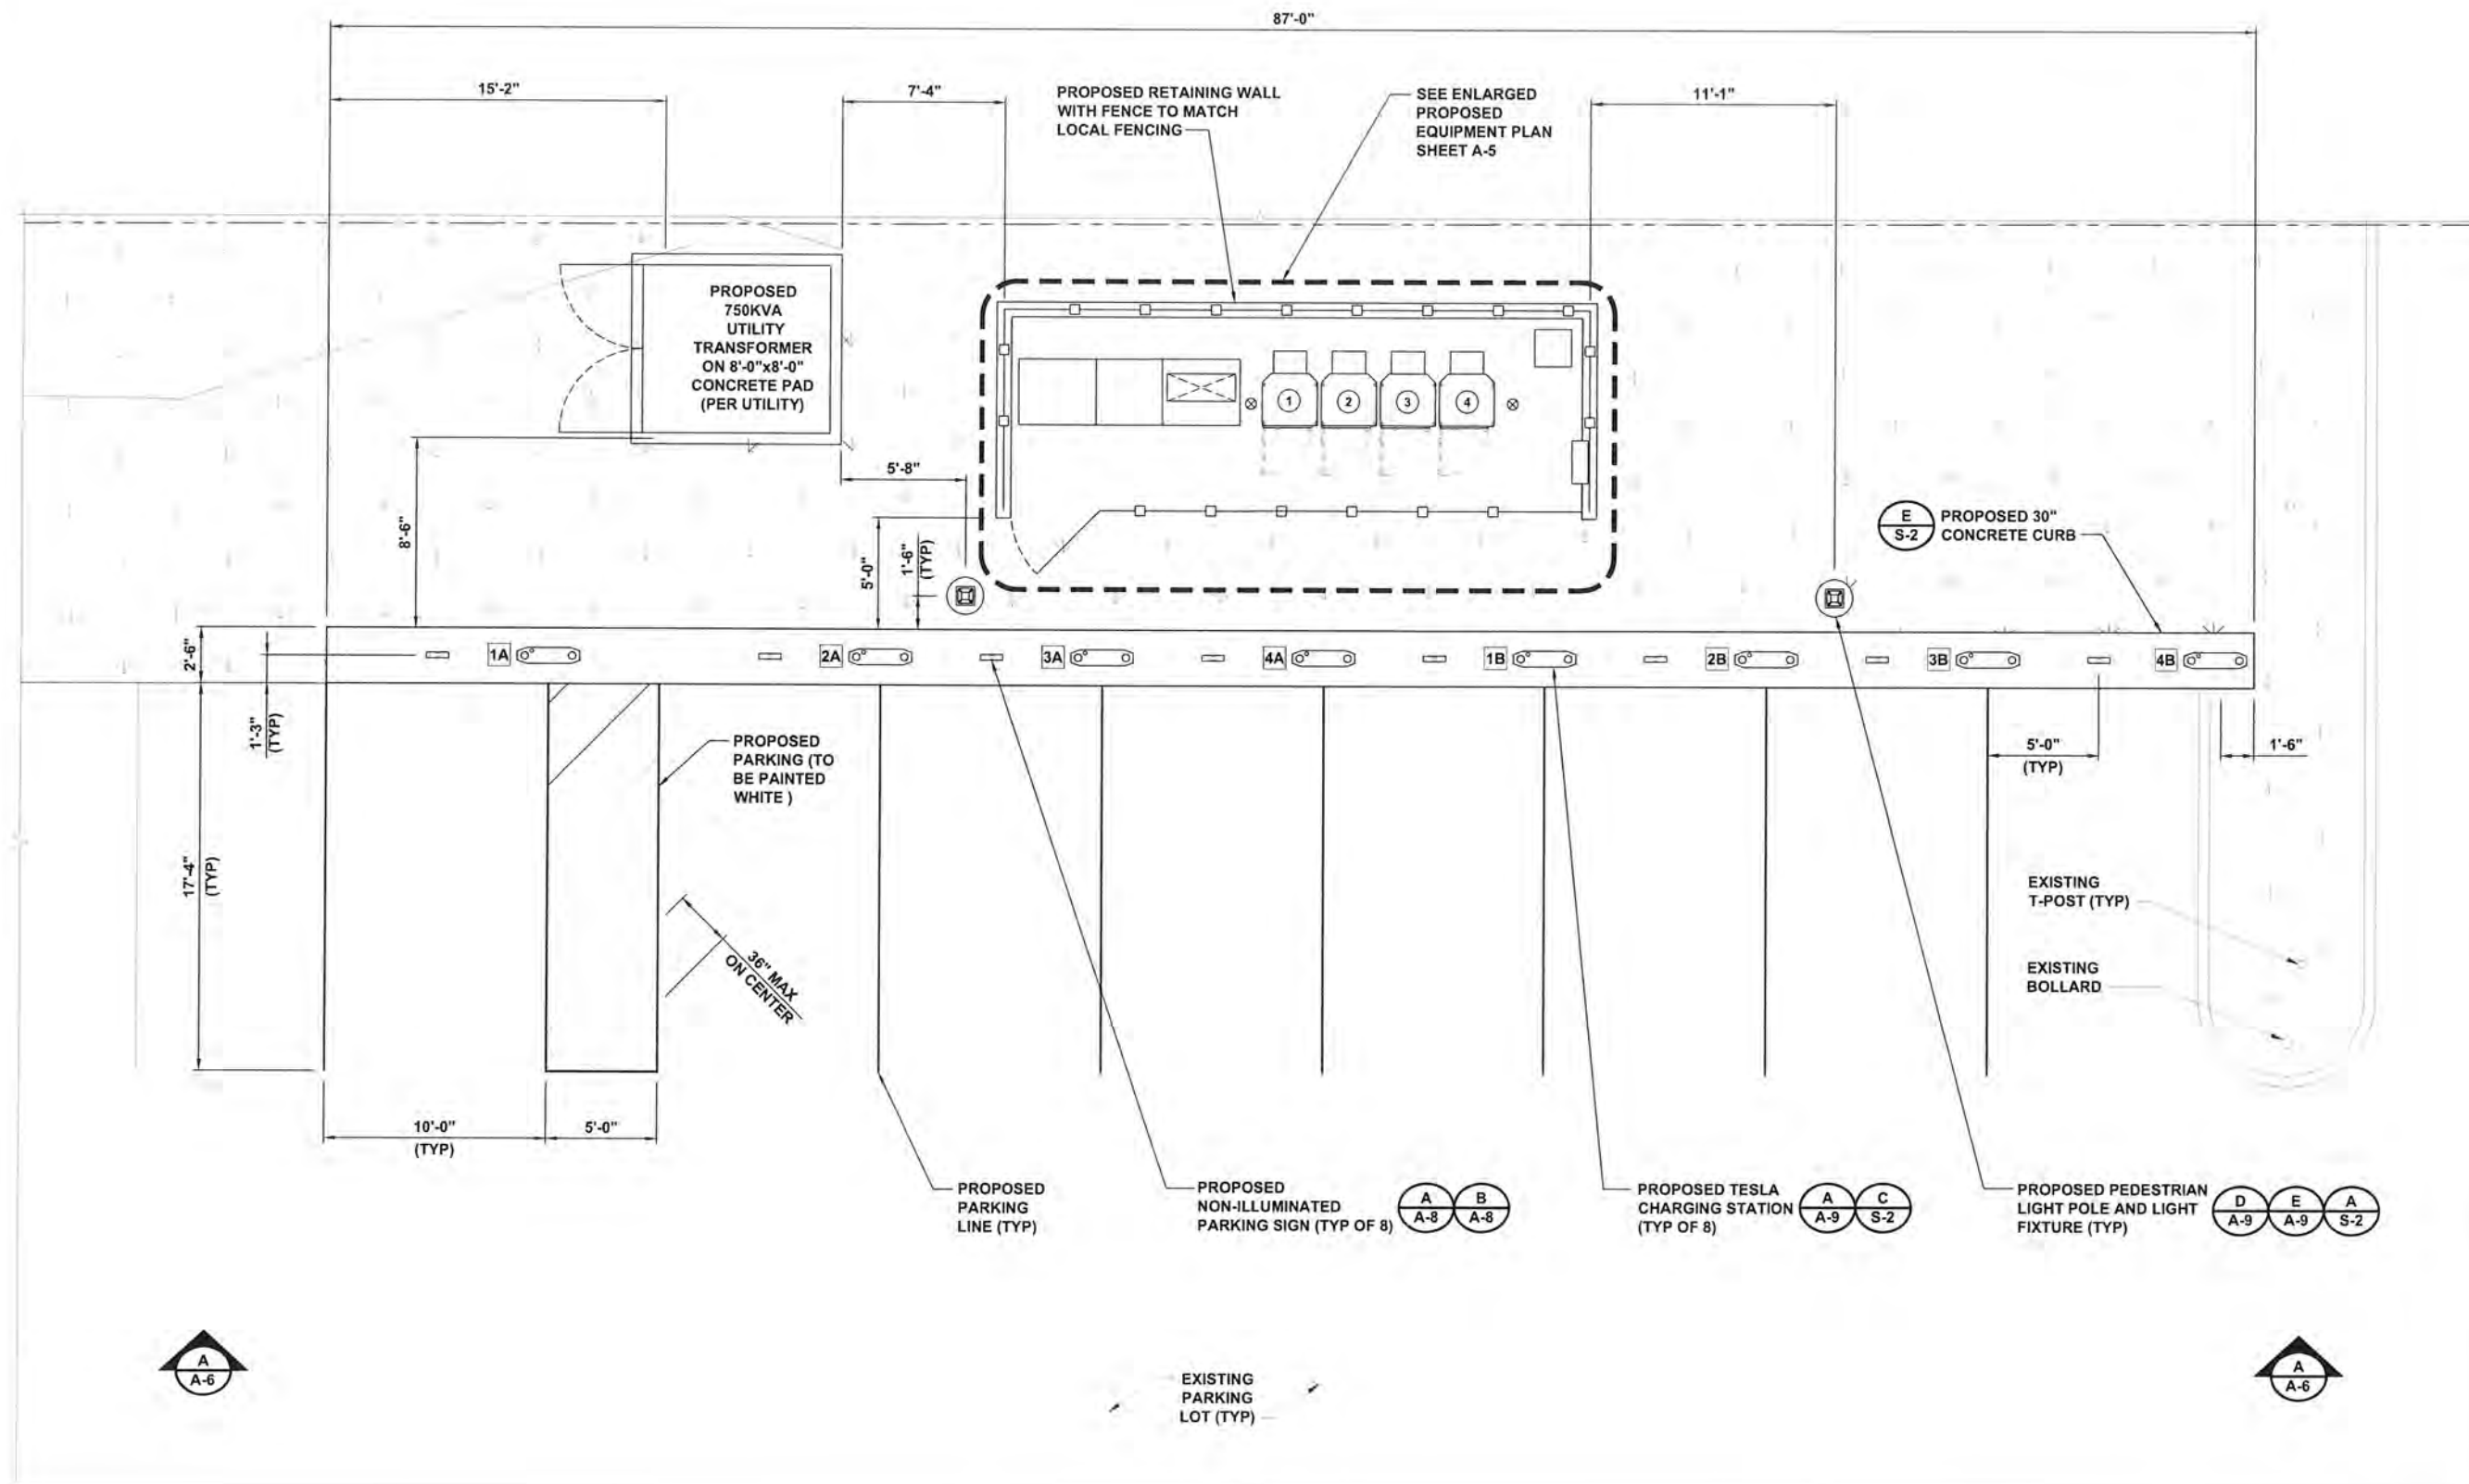 87'-0"
15'-2"
7'-4"
PROPOSED RETAINING WALL
WITH FENCE TO MATCH
LOCAL FENCING
SEE ENLARGED
PROPOSED
EQUIPMENT PLAN
SHEET A-5
11'-1"
PROPOSED
750KVA
UTILITY
TRANSFORMER
ON 8'-0"x8'-0"
CONCRETE PAD
(PER UTILITY)
1
2
3
4
5'-8"
8'-6"
5'-0"
1'-6"
(TYP)
E
S-2
PROPOSED 30"
CONCRETE CURB
2'-6"
1'-3"
(TYP)
1A
2A
3A
4A
1B
2B
3B
4B
PROPOSED
PARKING (TO
BE PAINTED
WHITE )
5'-0"
(TYP)
1'-6"
17'-4"
(TYP)
36" MAX
ON CENTER
EXISTING
T-POST (TYP)
EXISTING
BOLLARD
10'-0"
(TYP)
5'-0"
PROPOSED
PARKING
LINE (TYP)
PROPOSED
NON-ILLUMINATED
PARKING SIGN (TYP OF 8)
A
A-8
B
A-8
PROPOSED TESLA
CHARGING STATION
(TYP OF 8)
A
A-9
C
S-2
PROPOSED PEDESTRIAN
LIGHT POLE AND LIGHT
FIXTURE (TYP)
D
A-9
E
A-9
A
S-2
A
A-6
EXISTING
PARKING
LOT (TYP)
A
A-6